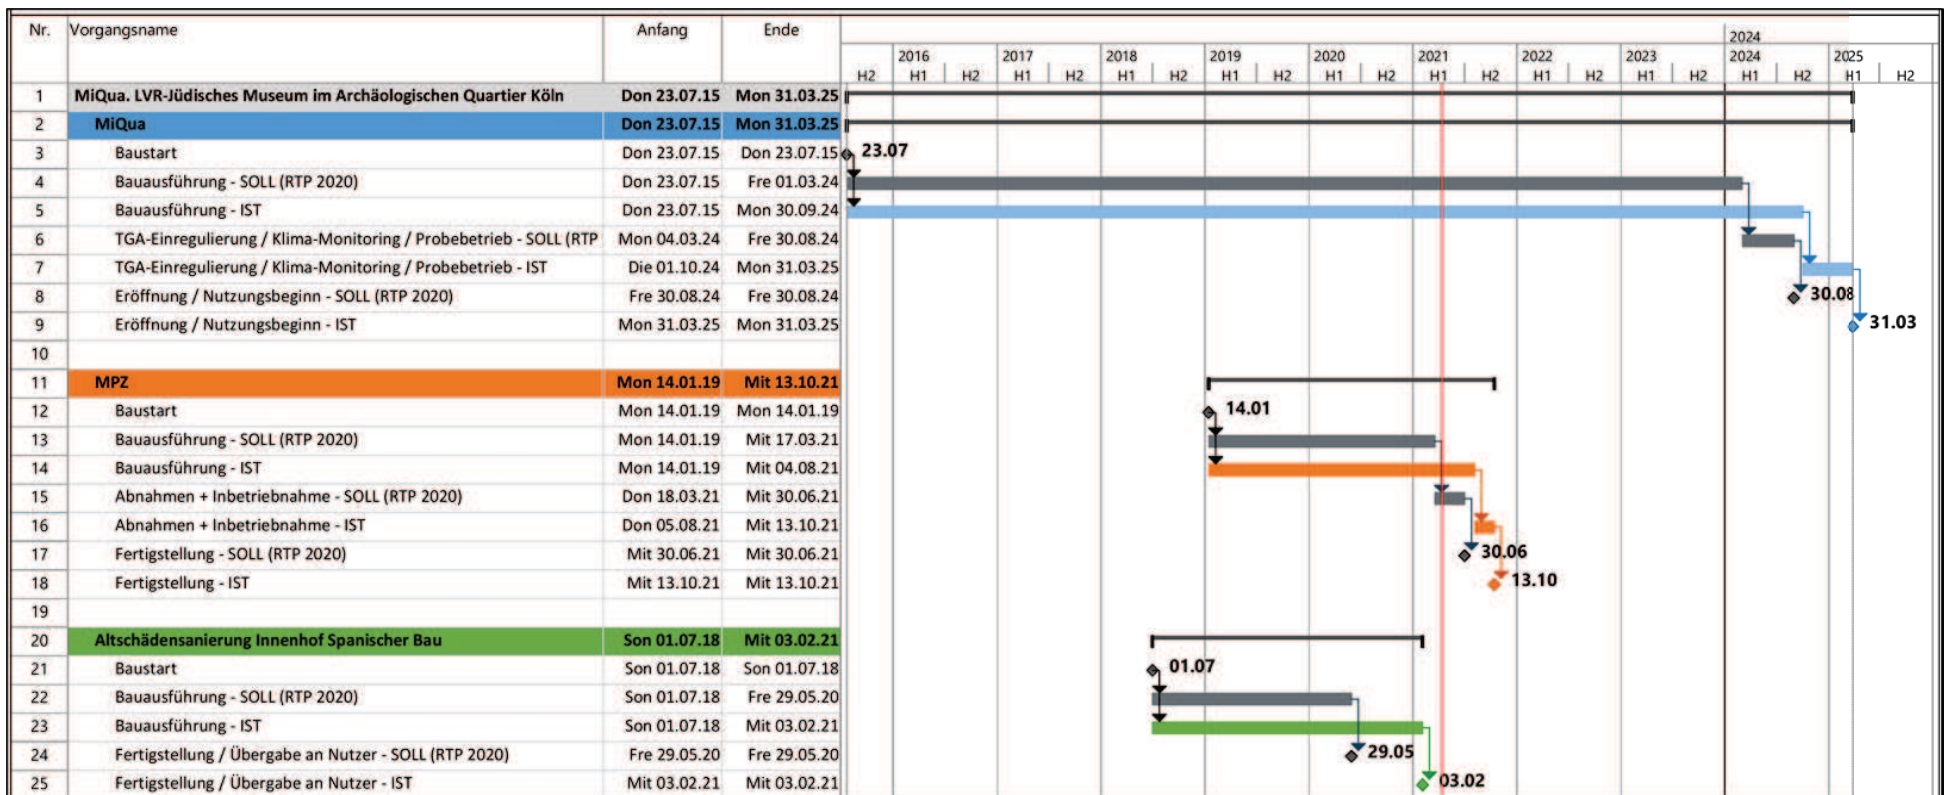 Nr. Vorgangsname Anfang Ende
2024
2016 2017 2018 2019 2020 2021 2022 2023 2024 2025
H2 H1 H2 H1 H2 H1 H2 H1 H2 H1 H2 H1 H2 H1 H2 H1 H2 H1 H2 H1 H2
1 MiQua. LVR-Jüdisches Museum im Archäologischen Quartier Köln Don 23.07.15 Mon 31.03.25
2 MiQua Don 23.07.15 Mon 31.03.25
3 Baustart Don 23.07.15 Don 23.07.15 23.07
4 Bauausführung - SOLL (RTP 2020) Don 23.07.15 Fre 01.03.24
5 Bauausführung - IST Don 23.07.15 Mon 30.09.24
6 TGA-Einregulierung / Klima-Monitoring / Probebetrieb - SOLL (RTP Mon 04.03.24 Fre 30.08.24
7 TGA-Einregulierung / Klima-Monitoring / Probebetrieb - IST Die 01.10.24 Mon 31.03.25
8 Eröffnung / Nutzungsbeginn - SOLL (RTP 2020) Fre 30.08.24 Fre 30.08.24 30.08
9 Eröffnung / Nutzungsbeginn - IST Mon 31.03.25 Mon 31.03.25 31.03
10
11 MPZ Mon 14.01.19 Mit 13.10.21
12 Baustart Mon 14.01.19 Mon 14.01.19 14.01
13 Bauausführung - SOLL (RTP 2020) Mon 14.01.19 Mit 17.03.21
14 Bauausführung - IST Mon 14.01.19 Mit 04.08.21
15 Abnahmen + Inbetriebnahme - SOLL (RTP 2020) Don 18.03.21 Mit 30.06.21
16 Abnahmen + Inbetriebnahme - IST Don 05.08.21 Mit 13.10.21
17 Fertigstellung - SOLL (RTP 2020) Mit 30.06.21 Mit 30.06.21 30.06
18 Fertigstellung - IST Mit 13.10.21 Mit 13.10.21 13.10
19
20 Altschädensanierung Innenhof Spanischer Bau Son 01.07.18 Mit 03.02.21
21 Baustart Son 01.07.18 Son 01.07.18 01.07
22 Bauausführung - SOLL (RTP 2020) Son 01.07.18 Fre 29.05.20
23 Bauausführung - IST Son 01.07.18 Mit 03.02.21
24 Fertigstellung / Übergabe an Nutzer - SOLL (RTP 2020) Fre 29.05.20 Fre 29.05.20 29.05
25 Fertigstellung / Übergabe an Nutzer - IST Mit 03.02.21 Mit 03.02.21 03.02